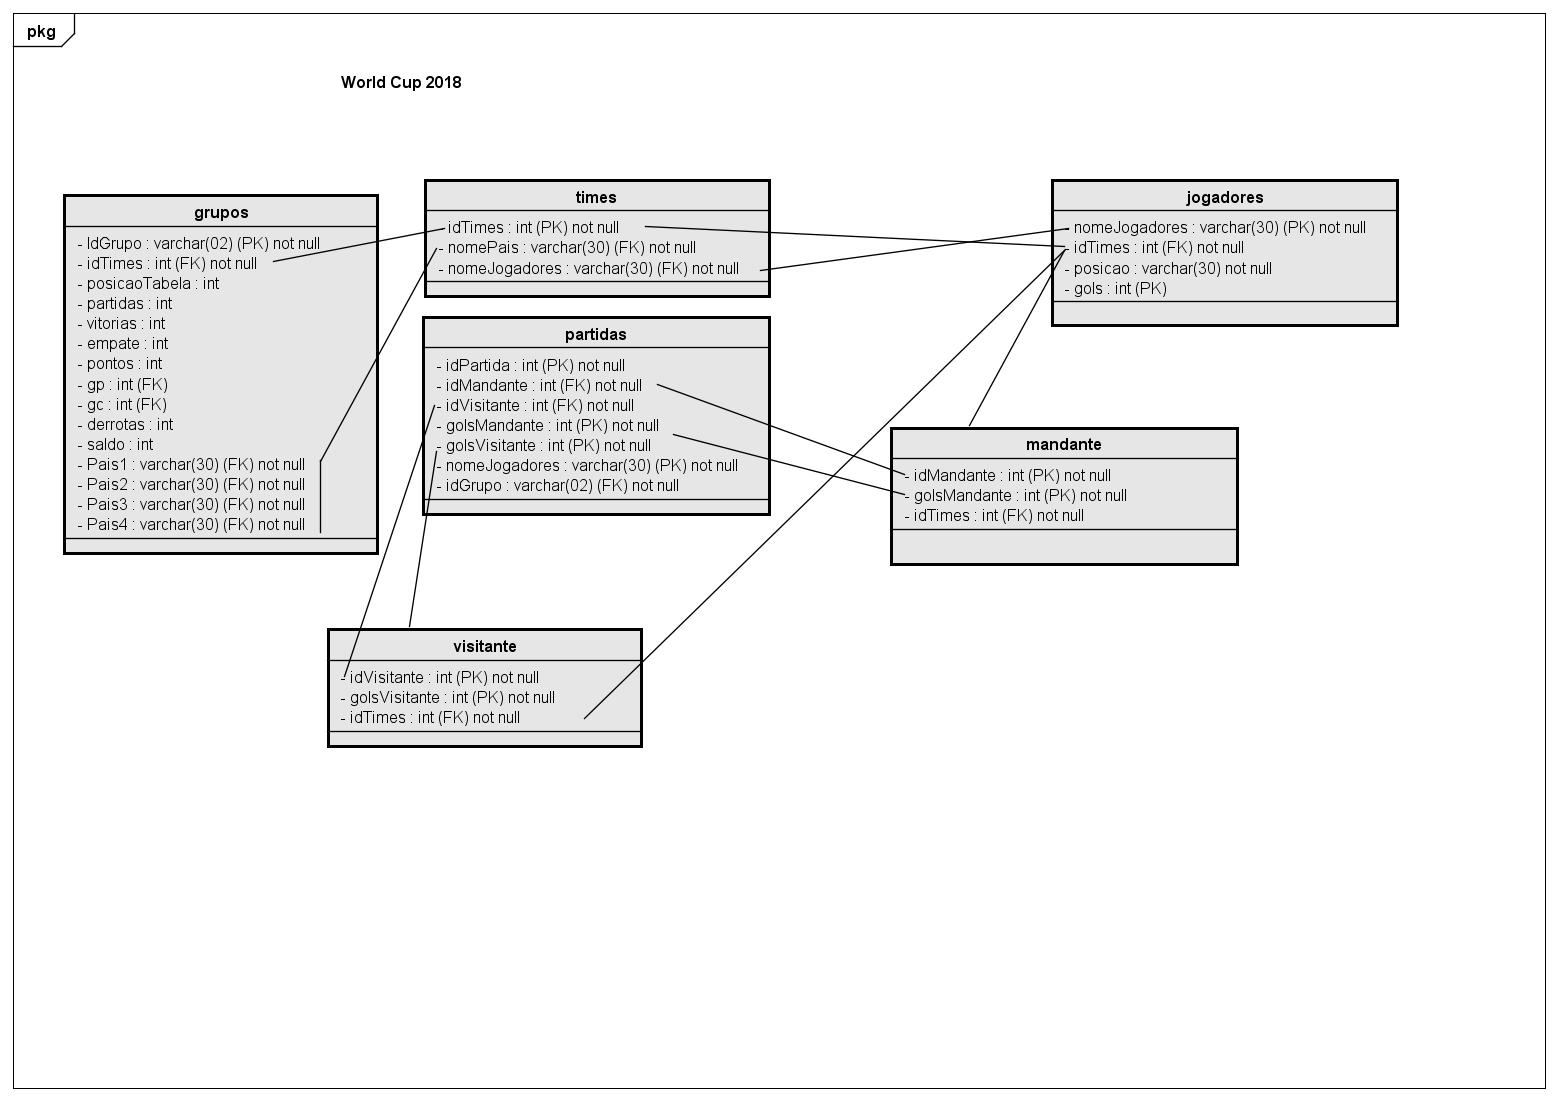 pkg
World Cup 2018
grupos
- IdGrupo : varchar(02) (PK) not null
- idTimes : int (FK) not null
- posicaoTabela : int
- partidas : int
- vitorias : int
- empate : int
- pontos : int
- gp : int (FK)
- gc : int (FK)
- derrotas : int
- saldo : int
- Pais1 : varchar(30) (FK) not null
- Pais2 : varchar(30) (FK) not null
- Pais3 : varchar(30) (FK) not null
- Pais4 : varchar(30) (FK) not null
times
- idTimes : int (PK) not null
- nomePais : varchar(30) (FK) not null
- nomeJogadores : varchar(30) (FK) not null
jogadores
- nomeJogadores : varchar(30) (PK) not null
- idTimes : int (FK) not null
- posicao : varchar(30) not null
- gols : int (PK)
partidas
- idPartida : int (PK) not null
- idMandante : int (FK) not null
- idVisitante : int (FK) not null
- golsMandante : int (PK) not null
- golsVisitante : int (PK) not null
- nomeJogadores : varchar(30) (PK) not null
- idGrupo : varchar(02) (FK) not null
mandante
- idMandante : int (PK) not null
- golsMandante : int (PK) not null
- idTimes : int (FK) not null
visitante
- idVisitante : int (PK) not null
- golsVisitante : int (PK) not null
- idTimes : int (FK) not null